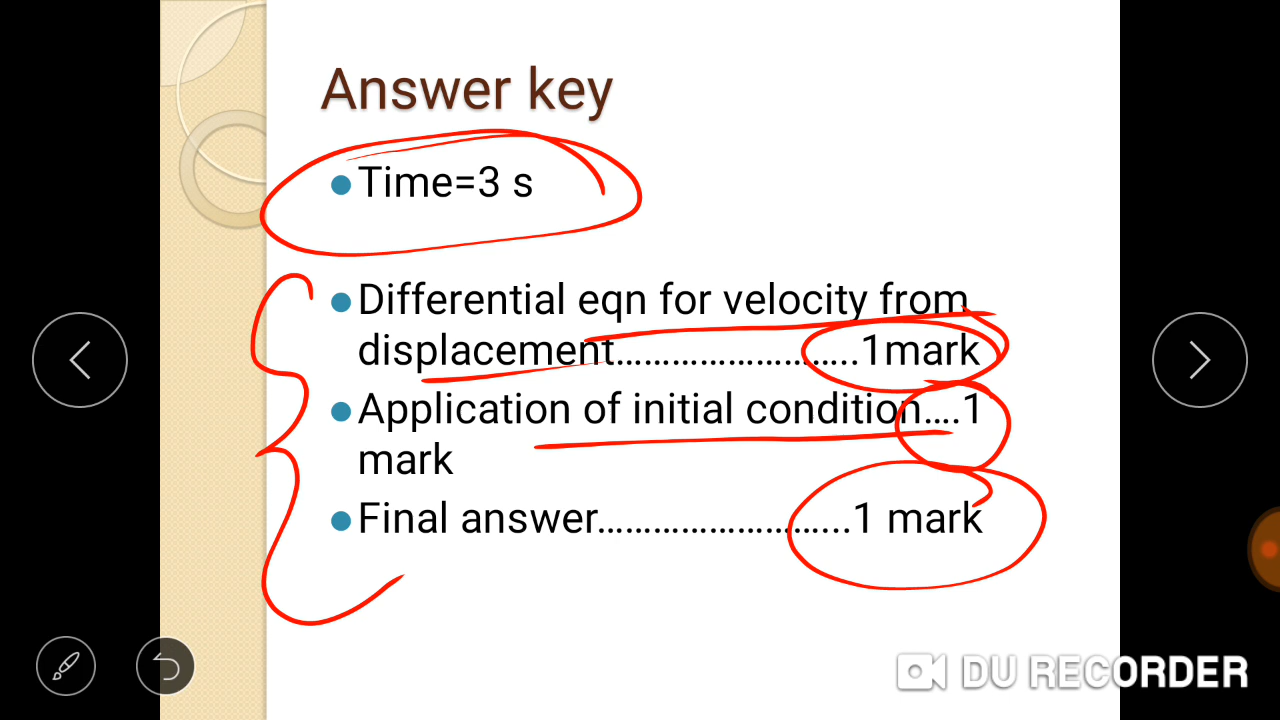 Answer key
Time=3 s
Differential eqn for velocity from
displacement……………………..1mark
Application of initial condition….1
mark
Final answer……………………...1 mark
DU RECORDER